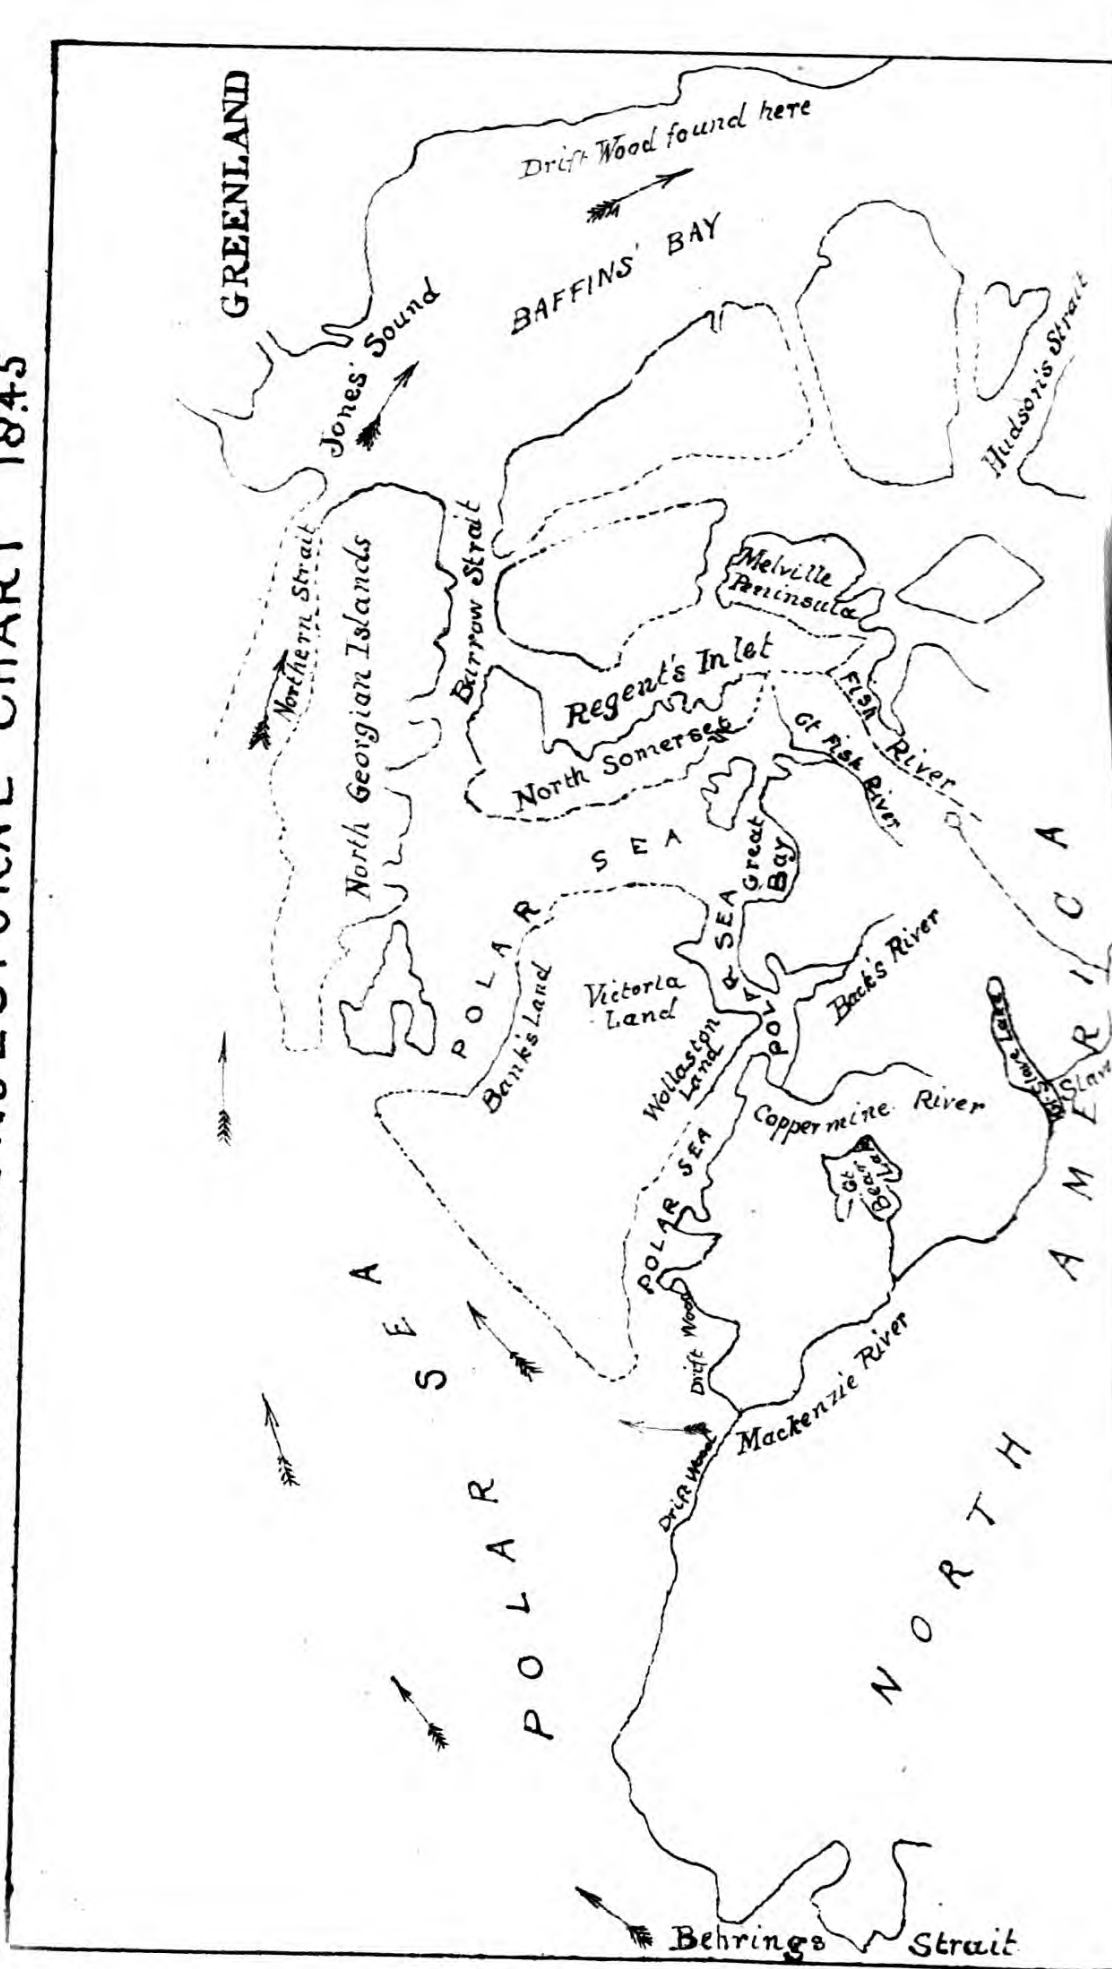 CHART 1845
GREENLAND
Drift Wood found here
BAFFINS' BAY
Jones' Sound
Hudson's Strait
Northern Strait
North Georgian Islands
Barrow Strait
Melville
Peninsula
Regent's Inlet
North Somerset
Fish River
Gt Fish River
POLAR SEA
Great
Bay
Bank's Land
Victoria
Land
Wollaston
Land
POLAR SEA
Back's River
Coppermine River
Gt
Bear Lake
Gt Slave Lake
Slave
POLAR SEA
Drift Wood
Drift Wood
Mackenzie River
POLAR SEA
NORTH AMERICA
Behrings Strait